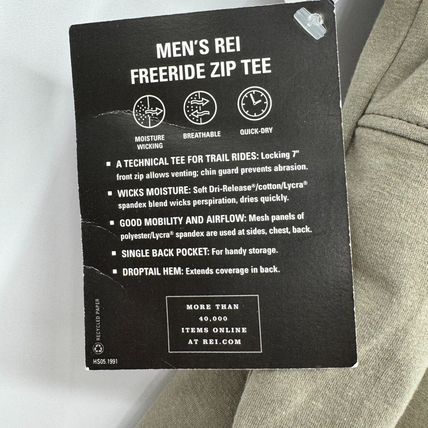 MEN'S REI
FREERIDE ZIP TEE
MOISTURE
WICKING
BREATHABLE
QUICK-DRY
▪ A TECHNICAL TEE FOR TRAIL RIDES: Locking 7"
front zip allows venting; chin guard prevents abrasion.
▪ WICKS MOISTURE: Soft Dri-Release®/cotton/Lycra®
spandex blend wicks perspiration, dries quickly.
▪ GOOD MOBILITY AND AIRFLOW: Mesh panels of
polyester/Lycra® spandex are used at sides, chest, back.
▪ SINGLE BACK POCKET: For handy storage.
▪ DROPTAIL HEM: Extends coverage in back.
MORE THAN
40,000
ITEMS ONLINE
AT REI.COM
RECYCLED PAPER
HS05.1991